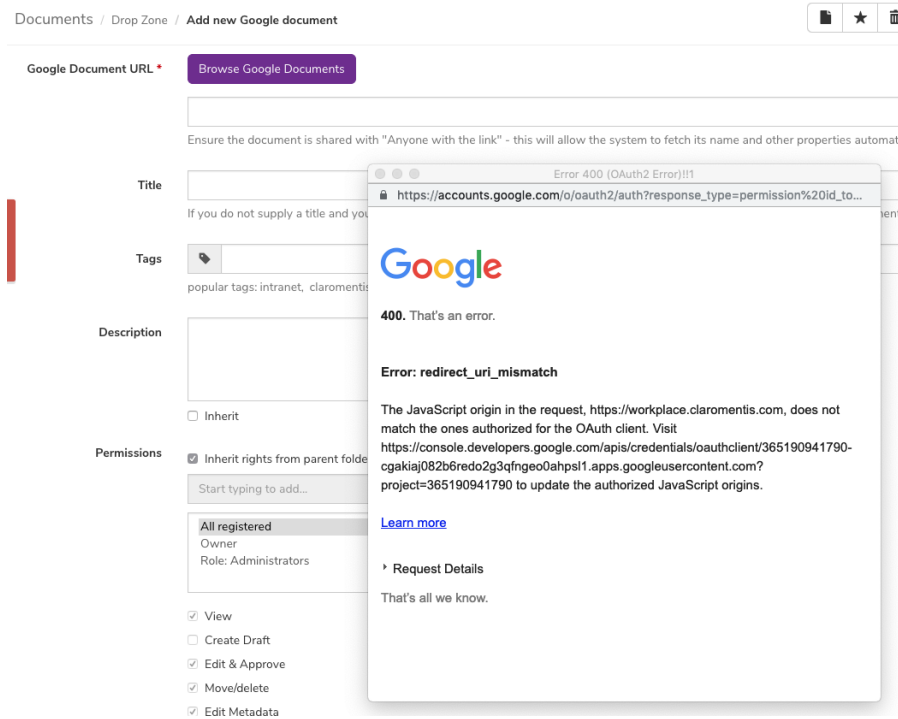 Documents / Drop Zone / Add new Google document
Google Document URL *
Browse Google Documents
Ensure the document is shared with "Anyone with the link" - this will allow the system to fetch its name and other properties automat
Title
If you do not supply a title and you
Tags
popular tags: intranet, claromentis
Description
Inherit
Permissions
Inherit rights from parent folde
Start typing to add...
All registered
Owner
Role: Administrators
View
Create Draft
Edit & Approve
Move/delete
Edit Metadata
Error 400 (OAuth2 Error)!!1
https://accounts.google.com/o/oauth2/auth?response_type=permission%20id_to...
Google
400. That's an error.
Error: redirect_uri_mismatch
The JavaScript origin in the request, https://workplace.claromentis.com, does not
match the ones authorized for the OAuth client. Visit
https://console.developers.google.com/apis/credentials/oauthclient/365190941790-
cgakiaj082b6redo2g3qfngeo0ahpsl1.apps.googleusercontent.com?
project=365190941790 to update the authorized JavaScript origins.
Learn more
Request Details
That's all we know.